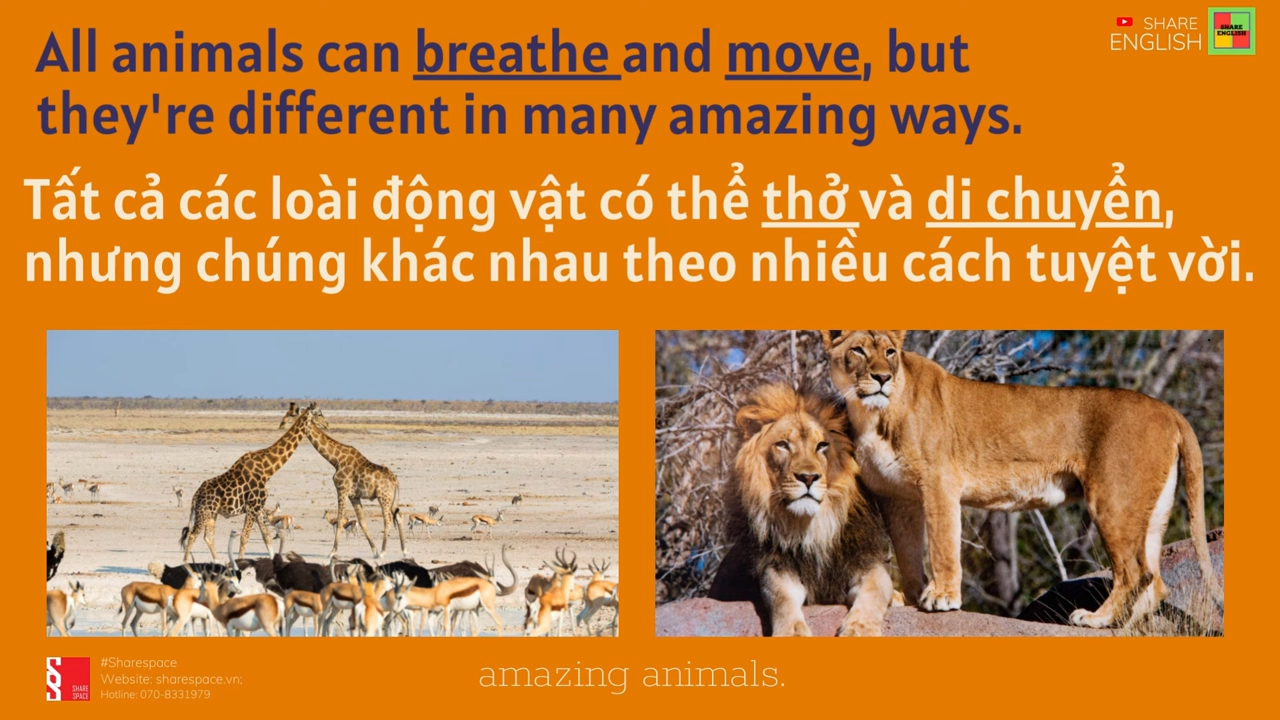 All animals can breathe and move, but
they're different in many amazing ways.
SHARE
ENGLISH
SHARE
ENGLISH
Tất cả các loài động vật có thể thở và di chuyển,
nhưng chúng khác nhau theo nhiều cách tuyệt vời.
#Sharespace
Website: sharespace.vn;
Hotline: 070-8331979
SHARE
SPACE
amazing animals.